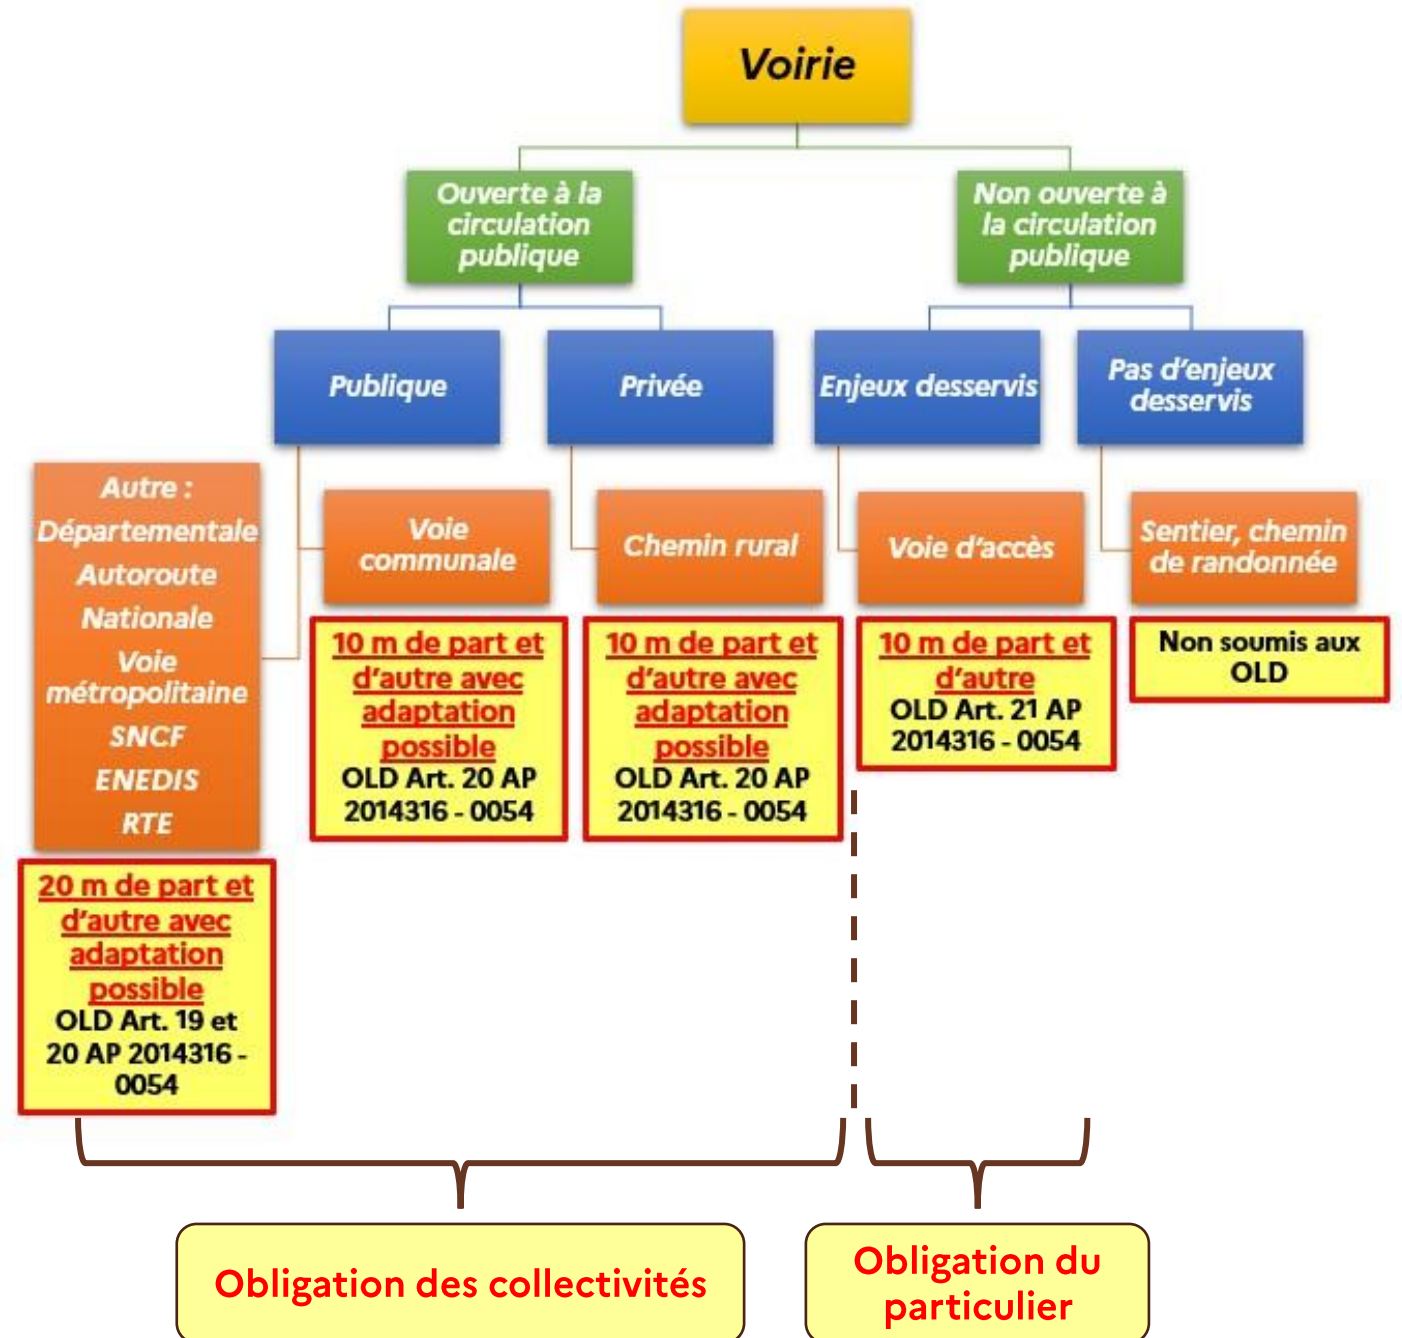 Voirie
Ouverte à la
circulation
publique
Non ouverte à
la circulation
publique
Publique
Privée
Enjeux desservis
Pas d’enjeux
desservis
Autre :
Départementale
Autoroute
Nationale
Voie
métropolitaine
SNCF
ENEDIS
RTE
Voie
communale
Chemin rural
Voie d’accès
Sentier, chemin
de randonnée
20 m de part et
d’autre avec
adaptation
possible
OLD Art. 19 et
20 AP 2014316 -
0054
10 m de part et
d’autre avec
adaptation
possible
OLD Art. 20 AP
2014316 - 0054
10 m de part et
d’autre avec
adaptation
possible
OLD Art. 20 AP
2014316 - 0054
10 m de part et
d’autre
OLD Art. 21 AP
2014316 - 0054
Non soumis aux
OLD
Obligation des collectivités
Obligation du
particulier